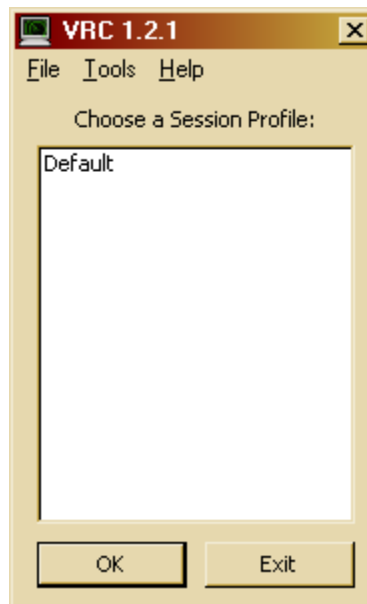 VRC 1.2.1
File Tools Help
Choose a Session Profile:
Default
OK Exit